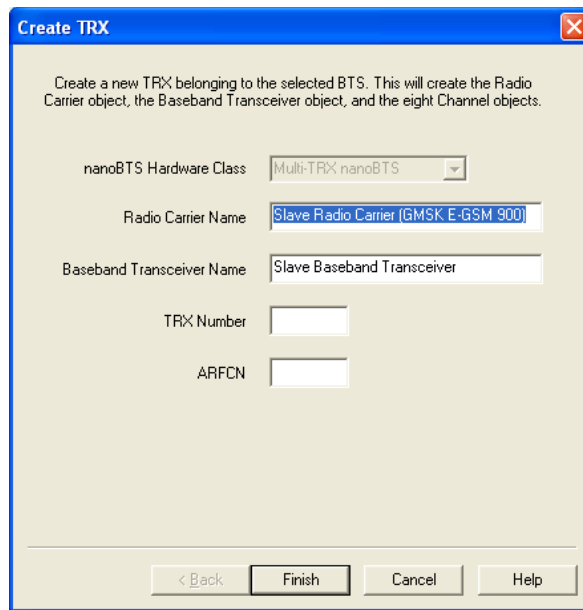 Create TRX
Create a new TRX belonging to the selected BTS. This will create the Radio
Carrier object, the Baseband Transceiver object, and the eight Channel objects.
nanoBTS Hardware Class Multi-TRX nanoBTS
Radio Carrier Name Slave Radio Carrier (GMSK E-GSM 900)
Baseband Transceiver Name Slave Baseband Transceiver
TRX Number
ARFCN
< Back Finish Cancel Help